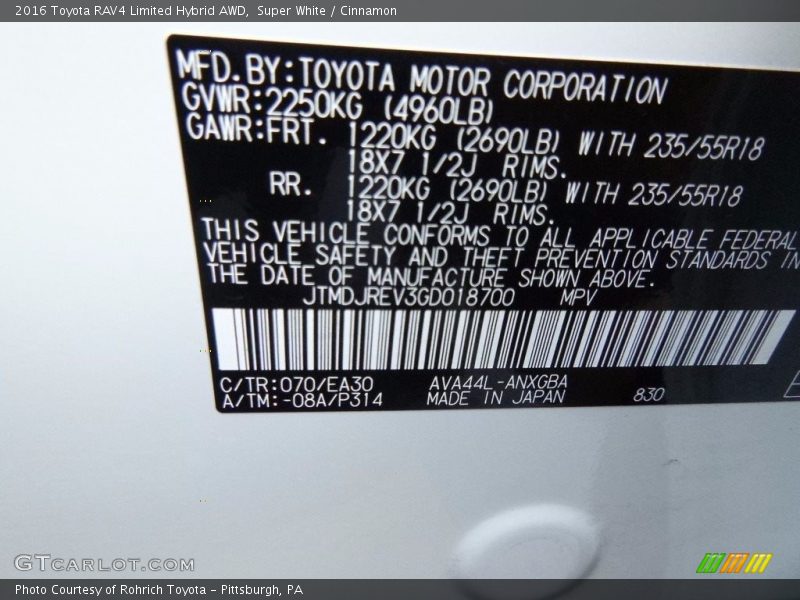 2016 Toyota RAV4 Limited Hybrid AWD, Super White / Cinnamon
MFD. BY: TOYOTA MOTOR CORPORATION
GVWR: 2250KG (4960LB)
GAWR: FRT. 1220KG (2690LB) WITH 235/55R18
18X7 1/2J RIMS.
RR. 1220KG (2690LB) WITH 235/55R18
18X7 1/2J RIMS.
THIS VEHICLE CONFORMS TO ALL APPLICABLE FEDERAL
VEHICLE SAFETY AND THEFT PREVENTION STANDARDS IN
THE DATE OF MANUFACTURE SHOWN ABOVE.
JTMDJREV3GD018700 MPV
C/TR: 070/EA30 AVA44L-ANXGBA
A/TM: -08A/P314 MADE IN JAPAN 830
GTCARLOT.COM
Photo Courtesy of Rohrich Toyota - Pittsburgh, PA